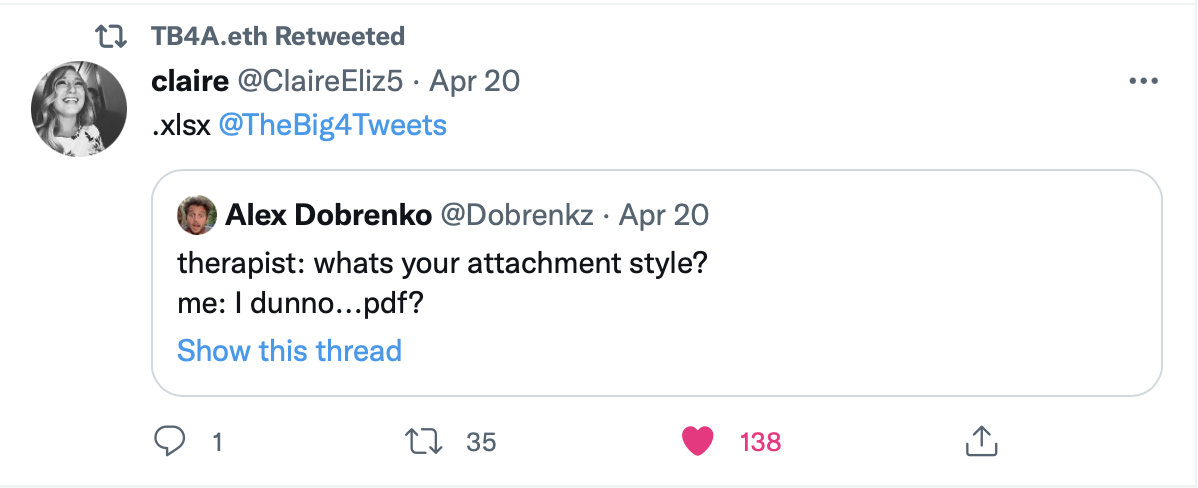 TB4A.eth Retweeted
claire @ClaireEliz5 · Apr 20
.xlsx @TheBig4Tweets
Alex Dobrenko @Dobrenkz · Apr 20
therapist: whats your attachment style?
me: I dunno...pdf?
Show this thread
1 35 138